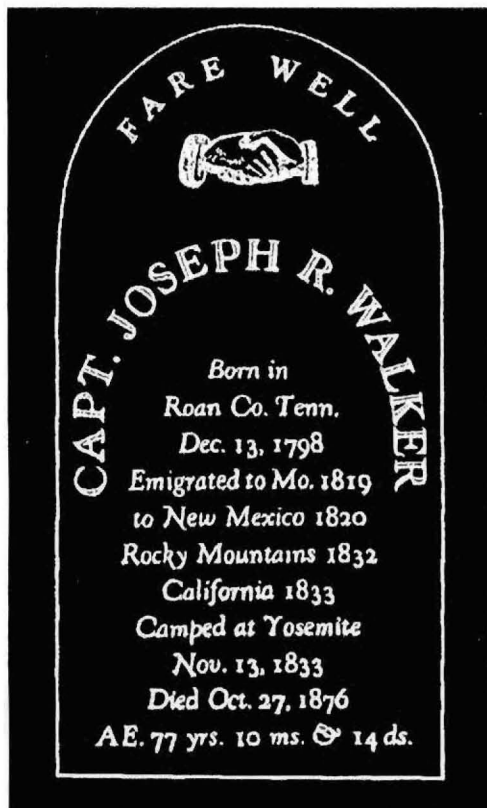 FARE WELL
CAPT. JOSEPH R. WALKER
Born in
Roan Co. Tenn.
Dec. 13, 1798
Emigrated to Mo. 1819
to New Mexico 1820
Rocky Mountains 1832
California 1833
Camped at Yosemite
Nov. 13, 1833
Died Oct. 27, 1876
AE. 77 yrs. 10 ms. & 14 ds.